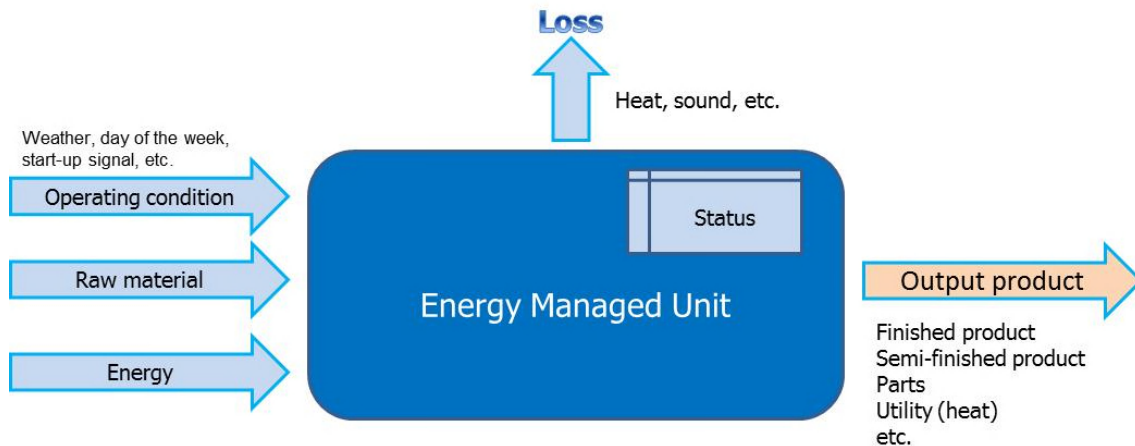 Loss
Heat, sound, etc.
Weather, day of the week,
start-up signal, etc.
Operating condition
Raw material
Energy
Status
Energy Managed Unit
Output product
Finished product
Semi-finished product
Parts
Utility (heat)
etc.